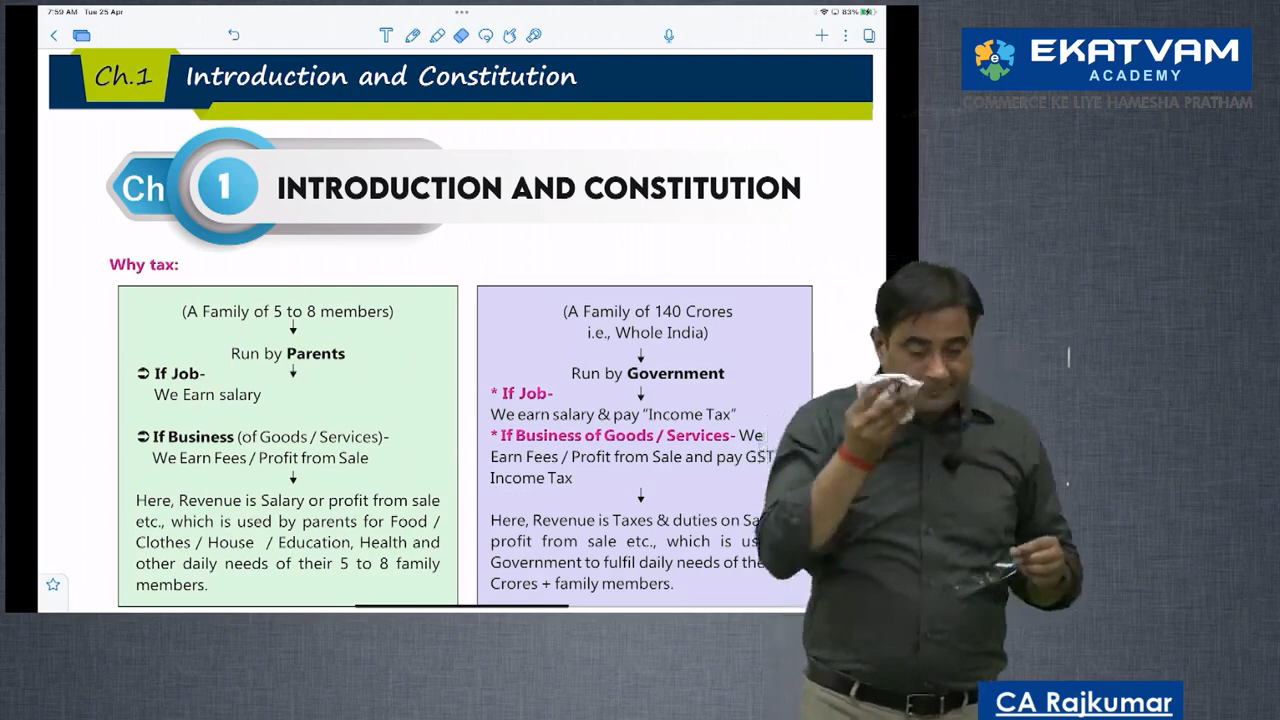 7:59 AM Tue 25 Apr
83%
Ch.1 Introduction and Constitution
EKATVAM
ACADEMY
COMMERCE KE LIYE HAMESHA PRATHAM
Ch 1 INTRODUCTION AND CONSTITUTION
Why tax:
(A Family of 5 to 8 members)
Run by Parents
If Job-
We Earn salary
If Business (of Goods / Services)-
We Earn Fees / Profit from Sale
Here, Revenue is Salary or profit from sale
etc., which is used by parents for Food /
Clothes / House / Education, Health and
other daily needs of their 5 to 8 family
members.
(A Family of 140 Crores
i.e., Whole India)
Run by Government
* If Job-
We earn salary & pay "Income Tax"
* If Business of Goods / Services- We
Earn Fees / Profit from Sale and pay GST
Income Tax
Here, Revenue is Taxes & duties on
profit from sale etc., which is
Government to fulfil daily needs of
Crores + family members.
CA Rajkumar